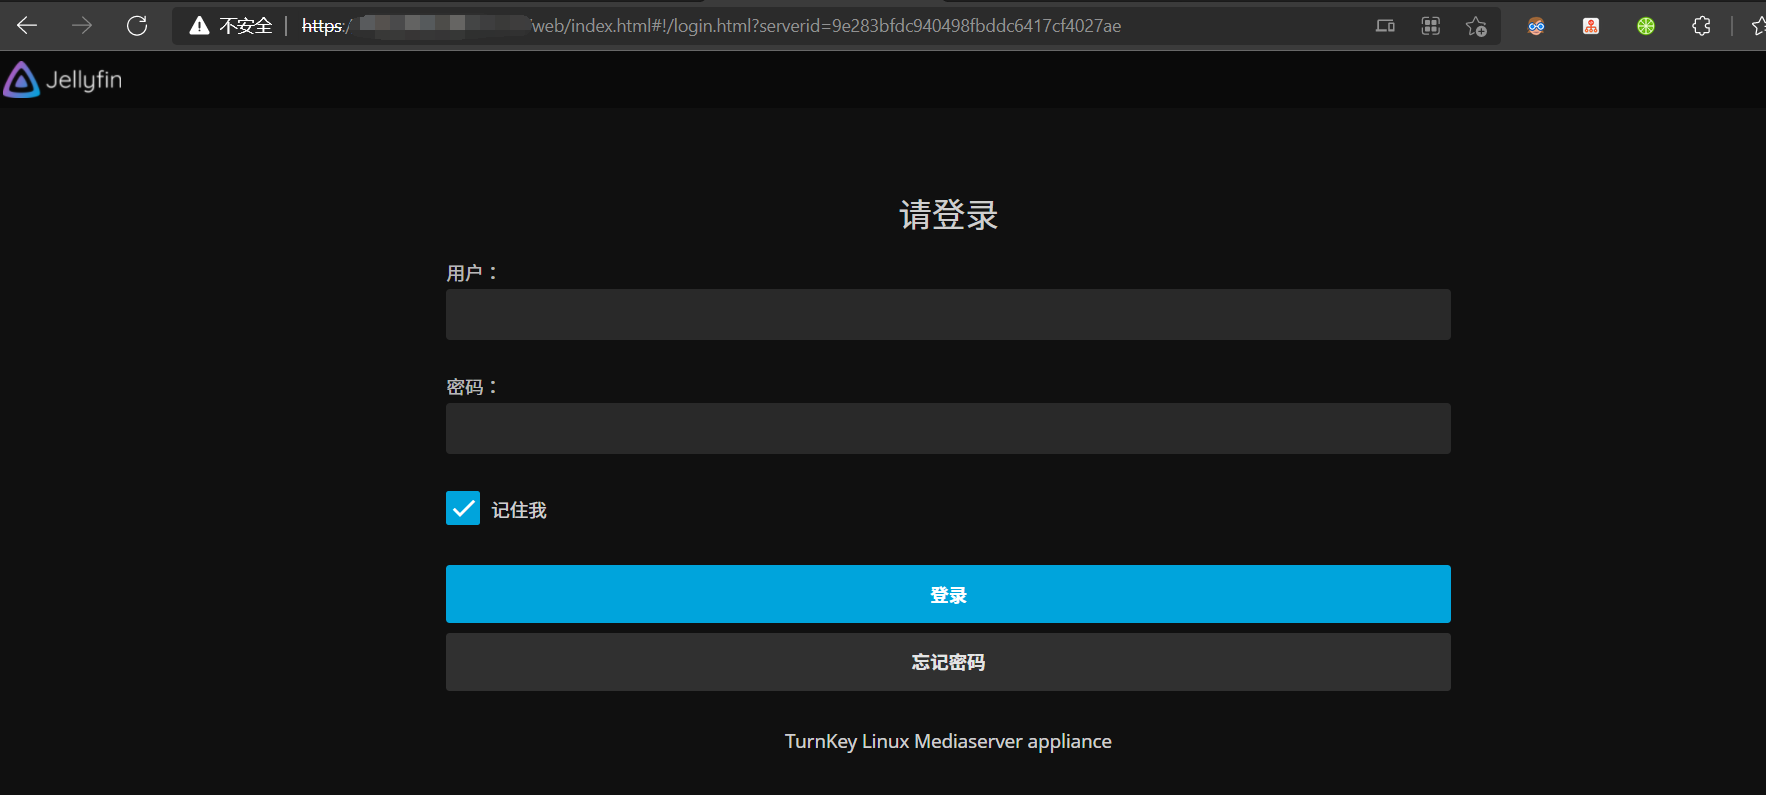 不安全 | https:/ /web/index.html#!/login.html?serverid=9e283bfdc940498fbddc6417cf4027ae
Jellyfin
请登录
用户：
密码：
记住我
登录
忘记密码
TurnKey Linux Mediaserver appliance